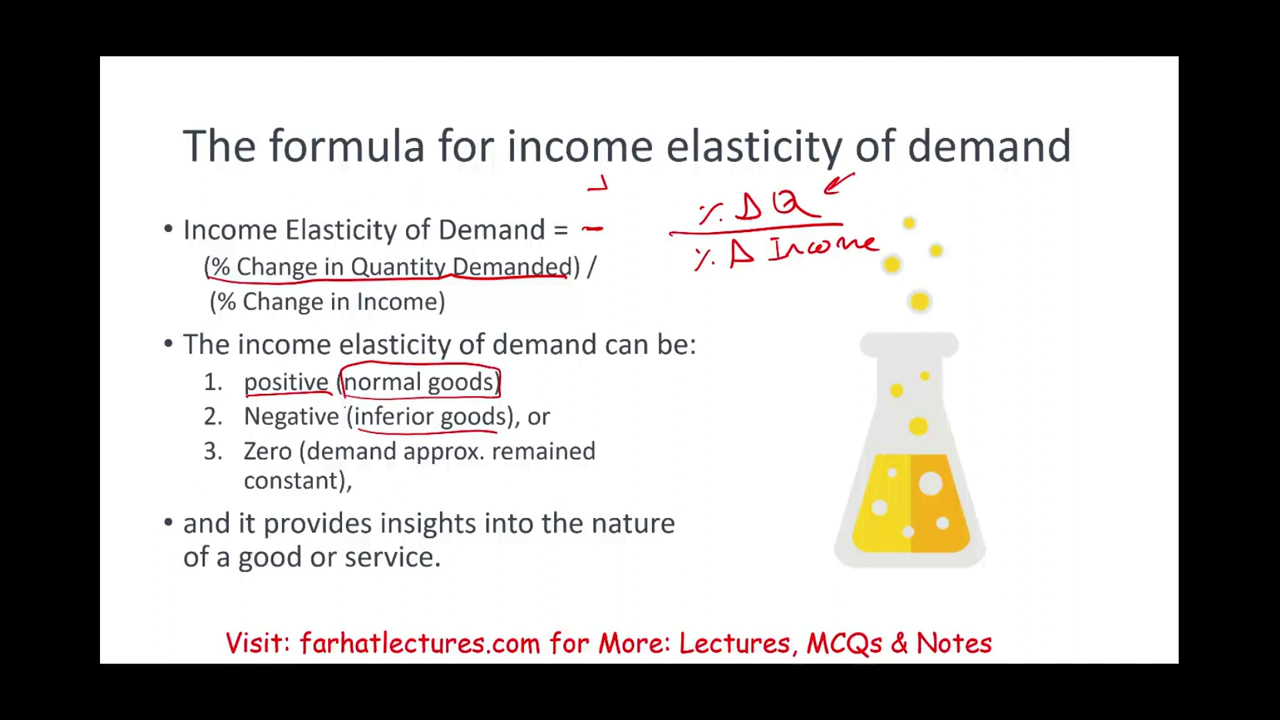 The formula for income elasticity of demand
• Income Elasticity of Demand =
(% Change in Quantity Demanded) /
(% Change in Income)
% Δ Q
% Δ Income
• The income elasticity of demand can be:
1. positive (normal goods)
2. Negative (inferior goods), or
3. Zero (demand approx. remained
constant),
• and it provides insights into the nature
of a good or service.
Visit: farhatlectures.com for More: Lectures, MCQs & Notes